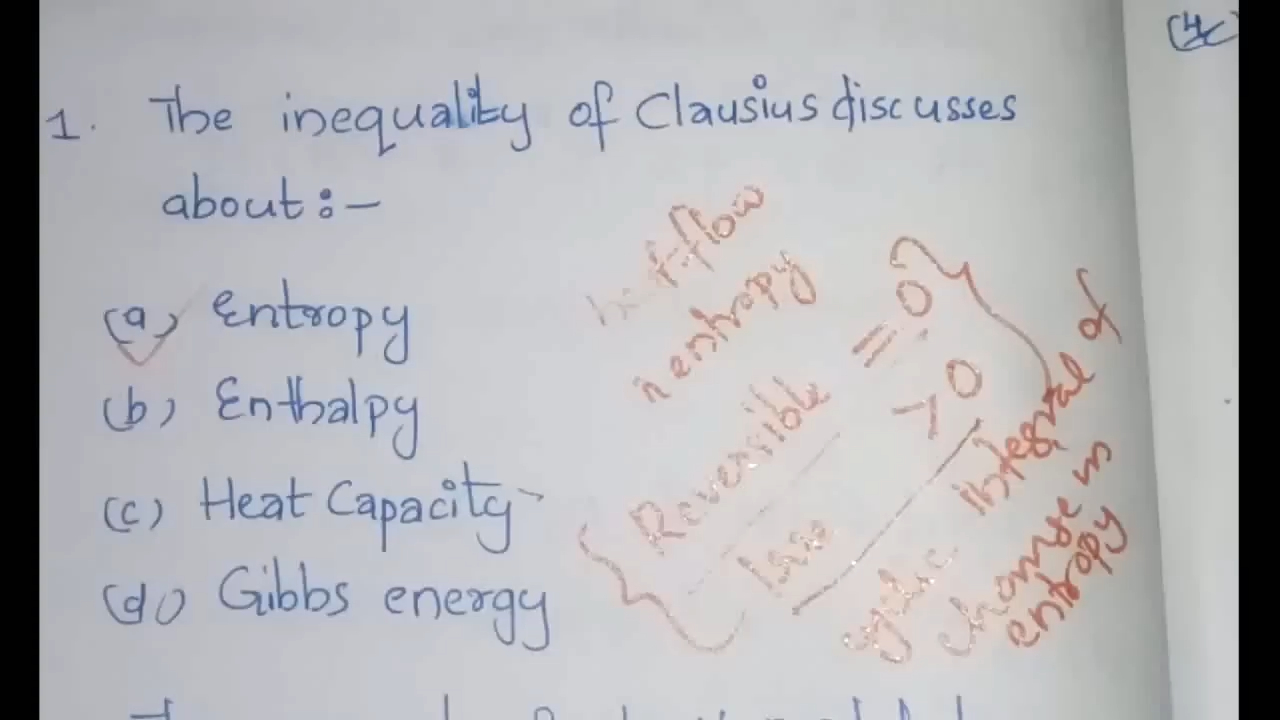 (4c)
1. The inequality of Clausius discusses
about:-
(a) Entropy
(b) Enthalpy
(c) Heat Capacity
(d) Gibbs energy
flow
entropy
Reversible = 0
> 0
cyclic
integral of
change in
entropy